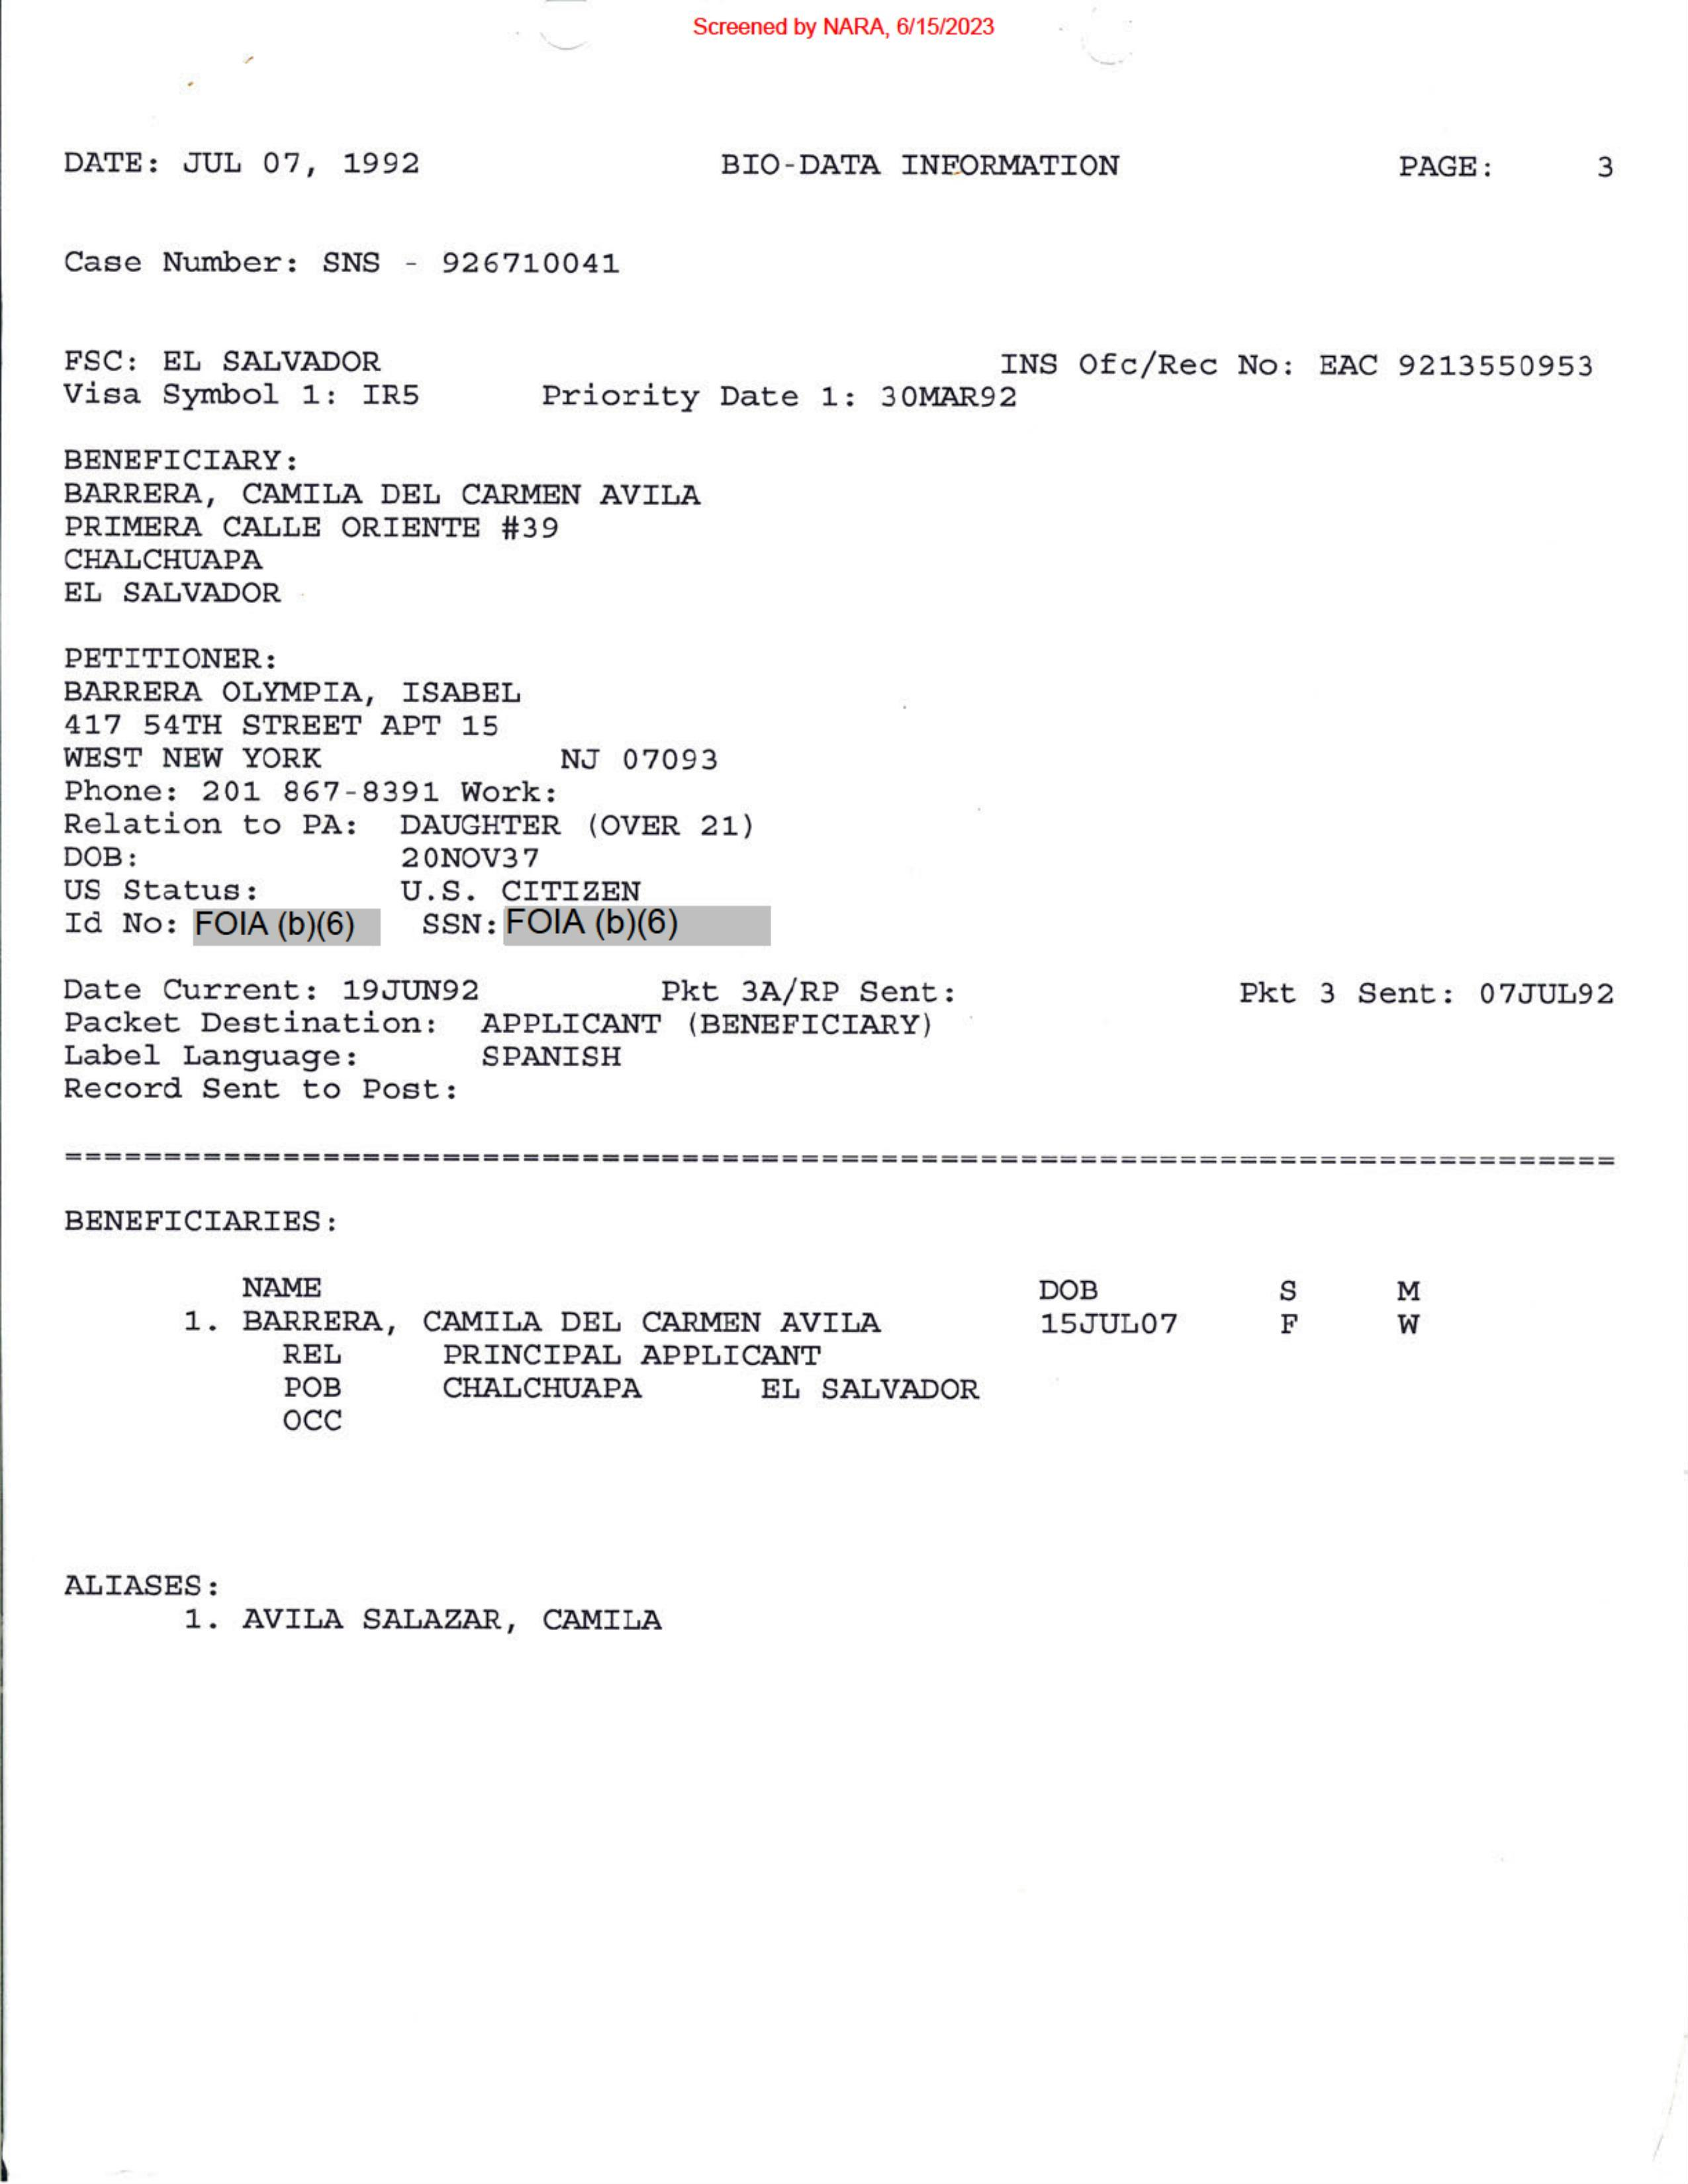 Screened by NARA, 6/15/2023
DATE: JUL 07, 1992 BIO-DATA INFORMATION PAGE: 3
Case Number: SNS - 926710041
FSC: EL SALVADOR INS Ofc/Rec No: EAC 9213550953
Visa Symbol 1: IR5 Priority Date 1: 30MAR92
BENEFICIARY:
BARRERA, CAMILA DEL CARMEN AVILA
PRIMERA CALLE ORIENTE #39
CHALCHUAPA
EL SALVADOR
PETITIONER:
BARRERA OLYMPIA, ISABEL
417 54TH STREET APT 15
WEST NEW YORK NJ 07093
Phone: 201 867-8391 Work:
Relation to PA: DAUGHTER (OVER 21)
DOB: 20NOV37
US Status: U.S. CITIZEN
Id No: FOIA (b)(6) SSN: FOIA (b)(6)
Date Current: 19JUN92 Pkt 3A/RP Sent: Pkt 3 Sent: 07JUL92
Packet Destination: APPLICANT (BENEFICIARY)
Label Language: SPANISH
Record Sent to Post:
==============================================================================
BENEFICIARIES:
NAME DOB S M
1. BARRERA, CAMILA DEL CARMEN AVILA 15JUL07 F W
REL PRINCIPAL APPLICANT
POB CHALCHUAPA EL SALVADOR
OCC
ALIASES:
1. AVILA SALAZAR, CAMILA